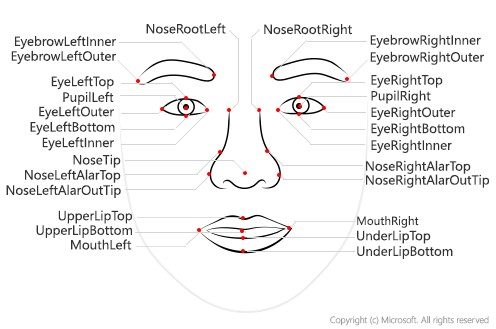 NoseRootLeft
NoseRootRight
EyebrowLeftInner
EyebrowLeftOuter
EyebrowRightInner
EyebrowRightOuter
EyeLeftTop
PupilLeft
EyeLeftOuter
EyeLeftBottom
EyeLeftInner
EyeRightTop
PupilRight
EyeRightOuter
EyeRightBottom
EyeRightInner
NoseTip
NoseLeftAlarTop
NoseLeftAlarOutTip
NoseRightAlarTop
NoseRightAlarOutTip
UpperLipTop
UpperLipBottom
MouthLeft
MouthRight
UnderLipTop
UnderLipBottom
Copyright (c) Microsoft. All rights reserved